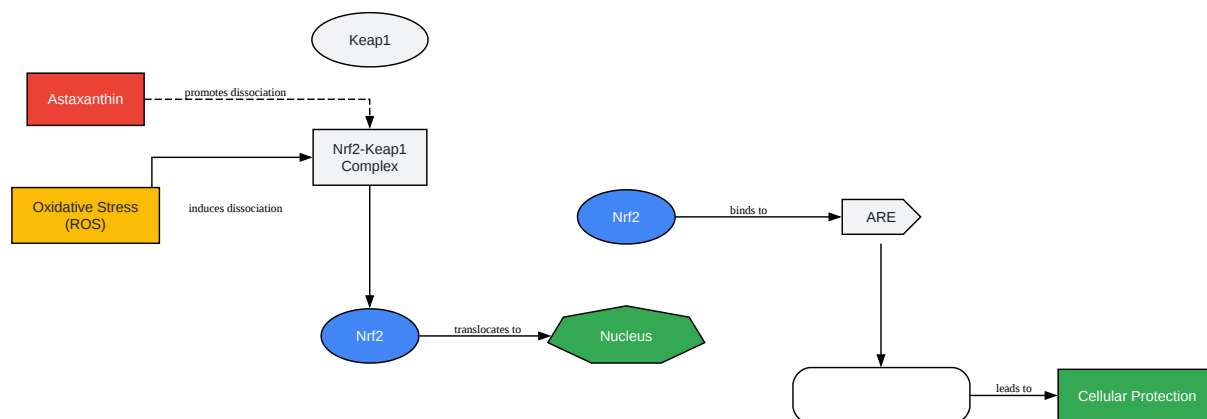 Keap1
Astaxanthin
promotes dissociation
Nrf2-Keap1
Complex
Oxidative Stress
(ROS)
induces dissociation
Nrf2
binds to
ARE
Nrf2
translocates to
Nucleus
leads to
Cellular Protection